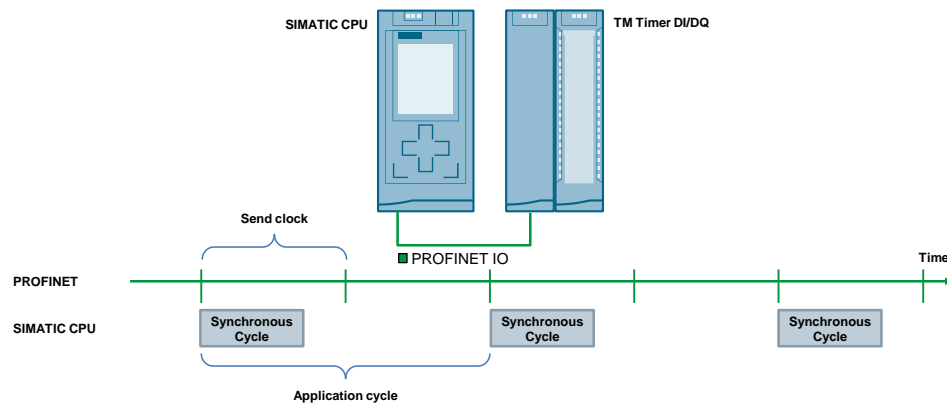 SIMATIC CPU
TM Timer DI/DQ
Send clock
PROFINET IO
Time
PROFINET
SIMATIC CPU
Synchronous
Cycle
Synchronous
Cycle
Synchronous
Cycle
Application cycle